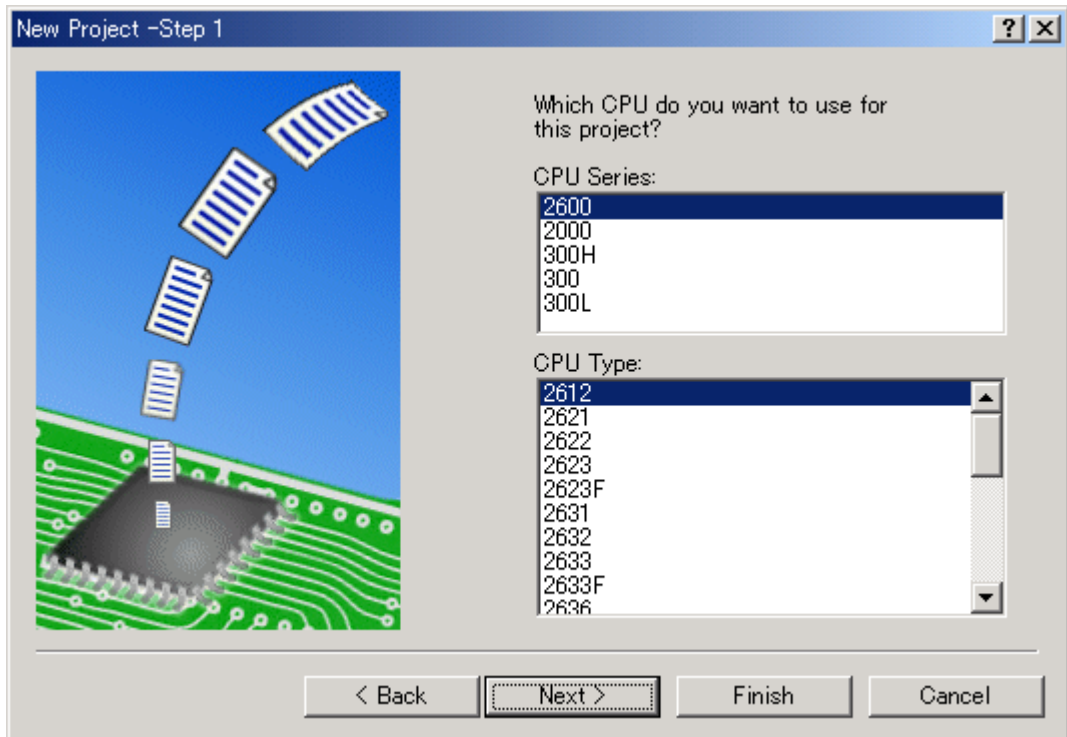 New Project -Step 1
Which CPU do you want to use for
this project?
CPU Series:
2600
2000
300H
300
300L
CPU Type:
2612
2621
2622
2623
2623F
2631
2632
2633
2633F
2636
< Back
Next >
Finish
Cancel